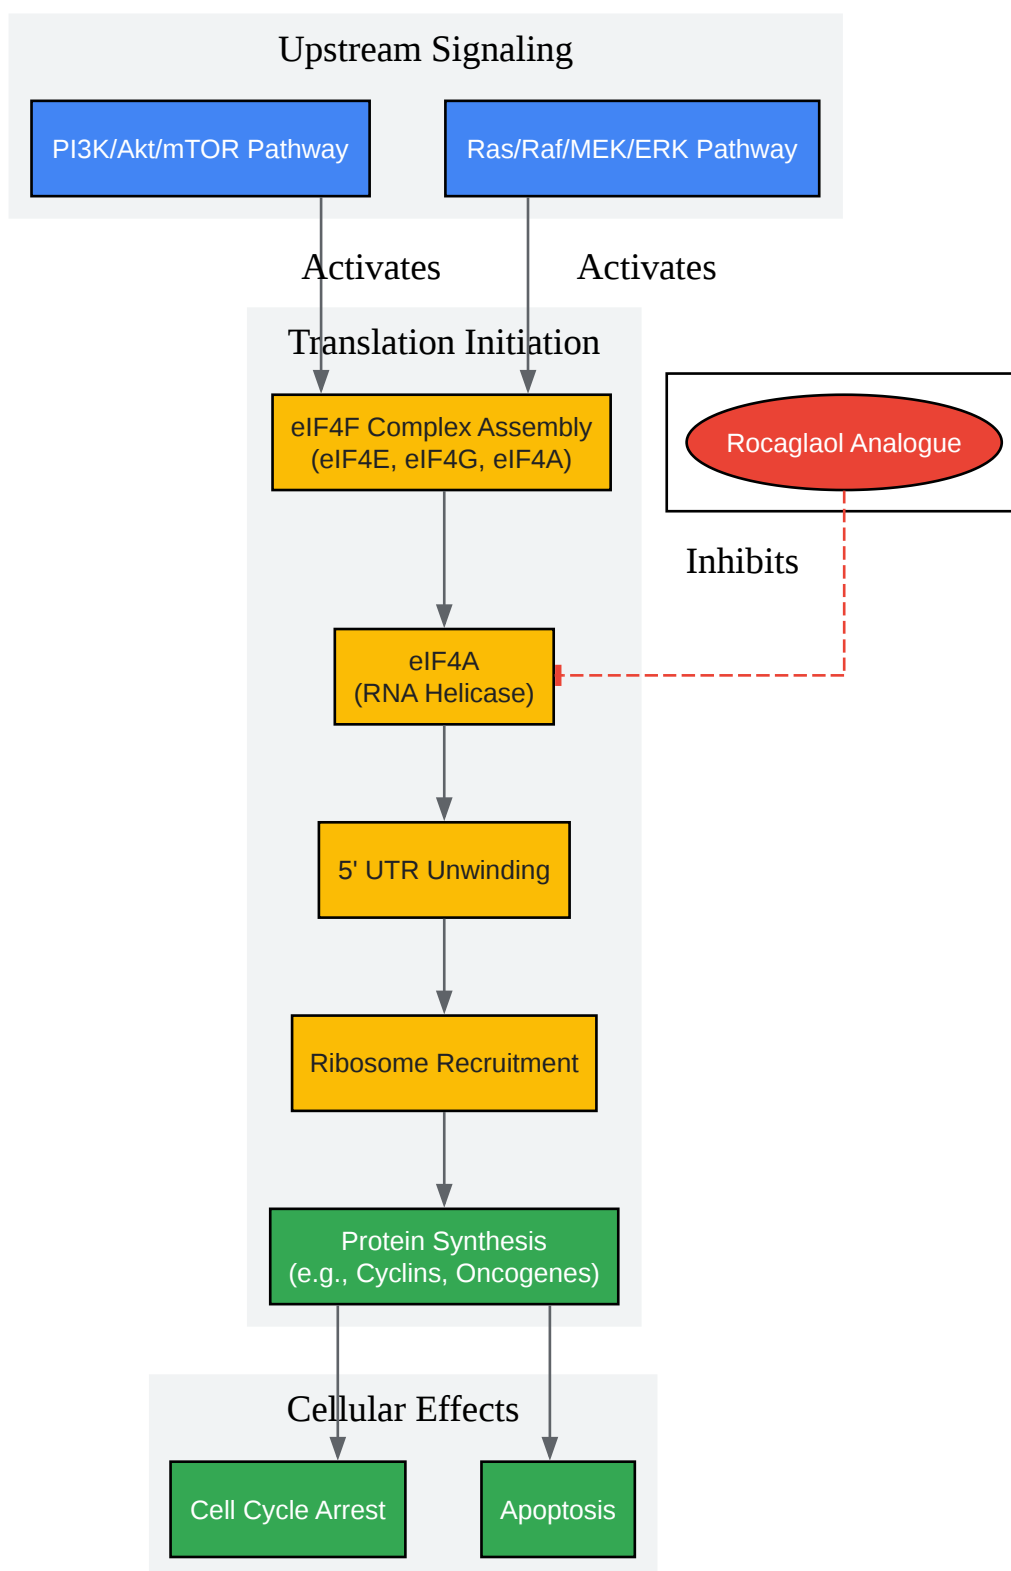 Upstream Signaling
PI3K/Akt/mTOR Pathway
Ras/Raf/MEK/ERK Pathway
Activates
Activates
Translation Initiation
eIF4F Complex Assembly
(eIF4E, eIF4G, eIF4A)
Rocaglaol Analogue
Inhibits
eIF4A
(RNA Helicase)
5' UTR Unwinding
Ribosome Recruitment
Protein Synthesis
(e.g., Cyclins, Oncogenes)
Cellular Effects
Cell Cycle Arrest
Apoptosis